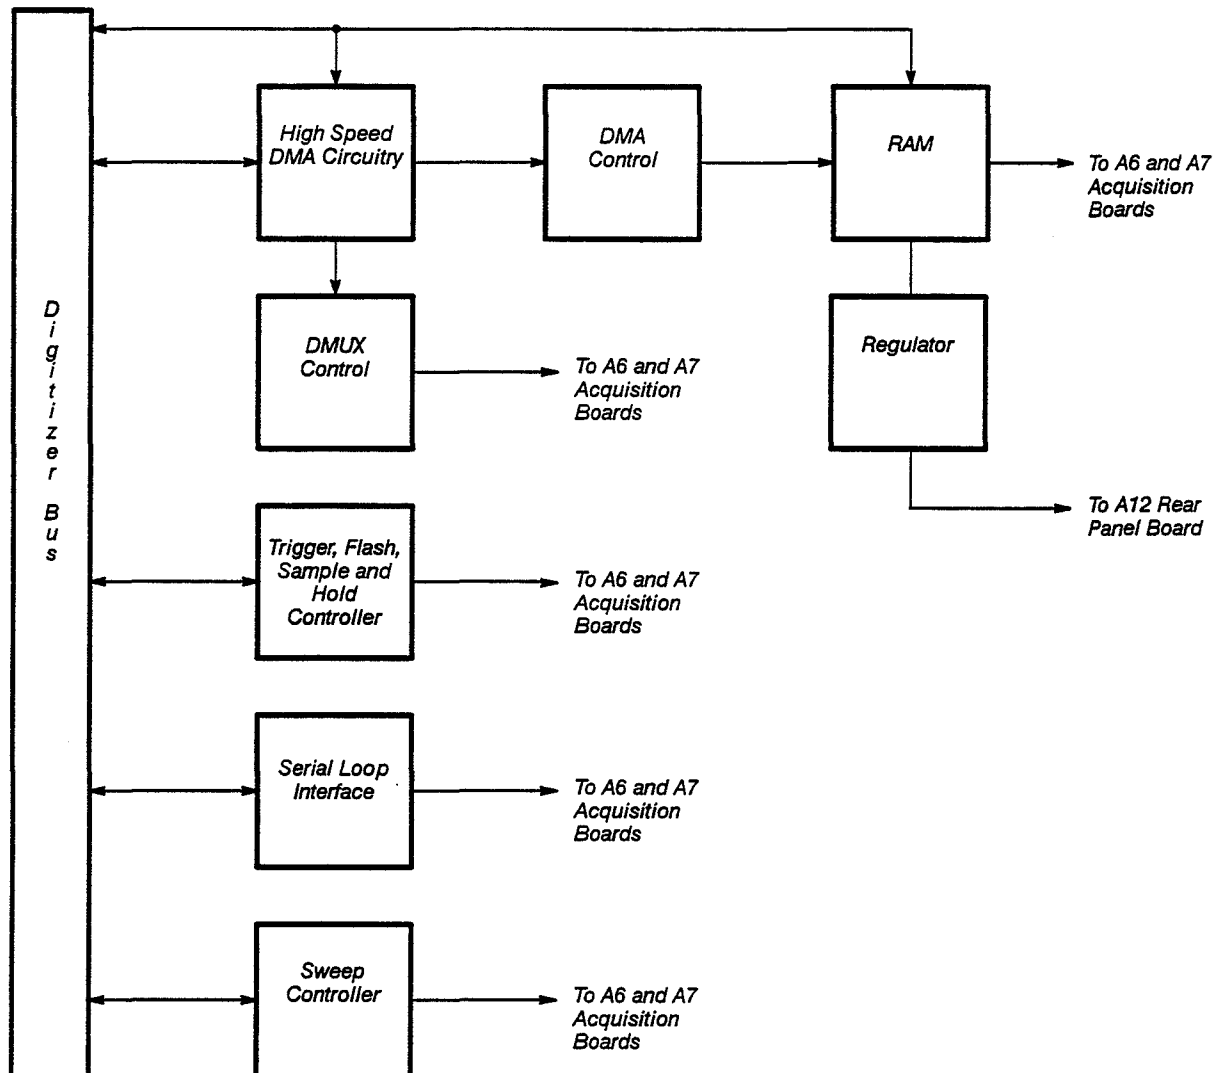 Digitizer Bus
High Speed
DMA Circuitry
DMA
Control
RAM
To A6 and A7
Acquisition
Boards
DMUX
Control
To A6 and A7
Acquisition
Boards
Regulator
To A12 Rear
Panel Board
Trigger, Flash,
Sample and
Hold
Controller
To A6 and A7
Acquisition
Boards
Serial Loop
Interface
To A6 and A7
Acquisition
Boards
Sweep
Controller
To A6 and A7
Acquisition
Boards